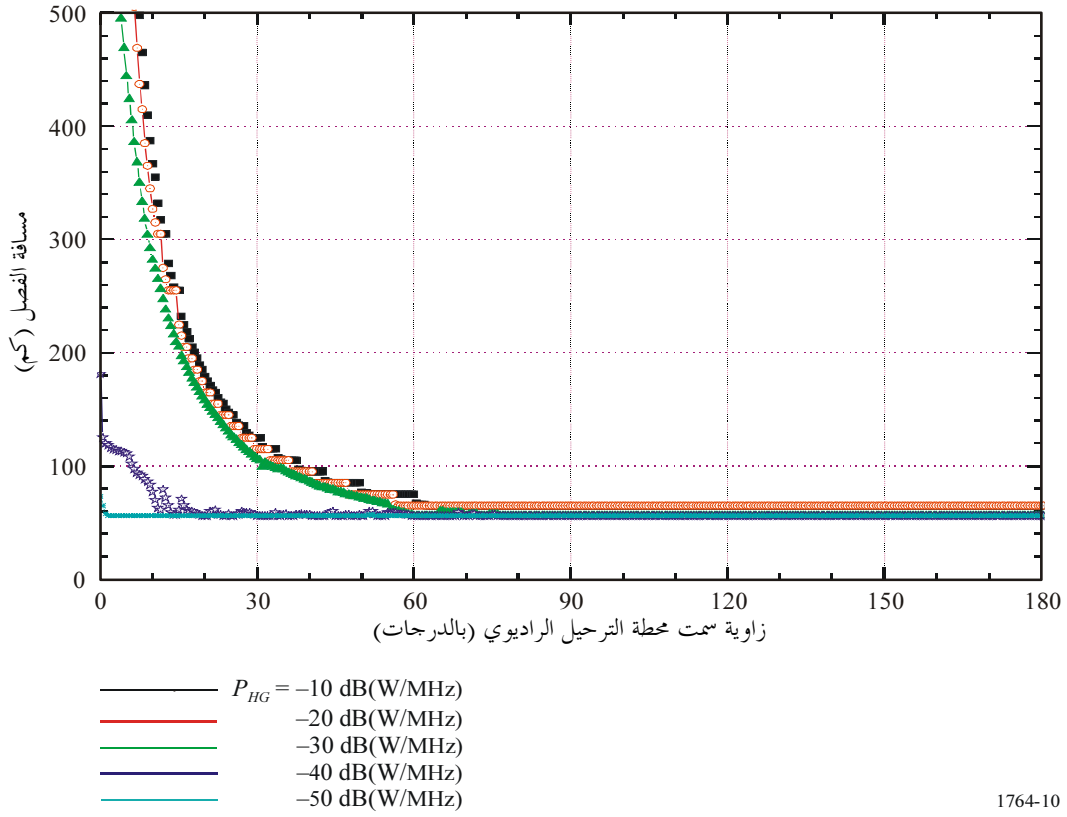 500
400
300
200
100
0
مسافة الفصل (كم)
0 30 60 90 120 150 180
زاوية سمت محطة الترحيل الراديوي (بالدرجات)
P_HG = –10 dB(W/MHz)
–20 dB(W/MHz)
–30 dB(W/MHz)
–40 dB(W/MHz)
–50 dB(W/MHz)
1764-10